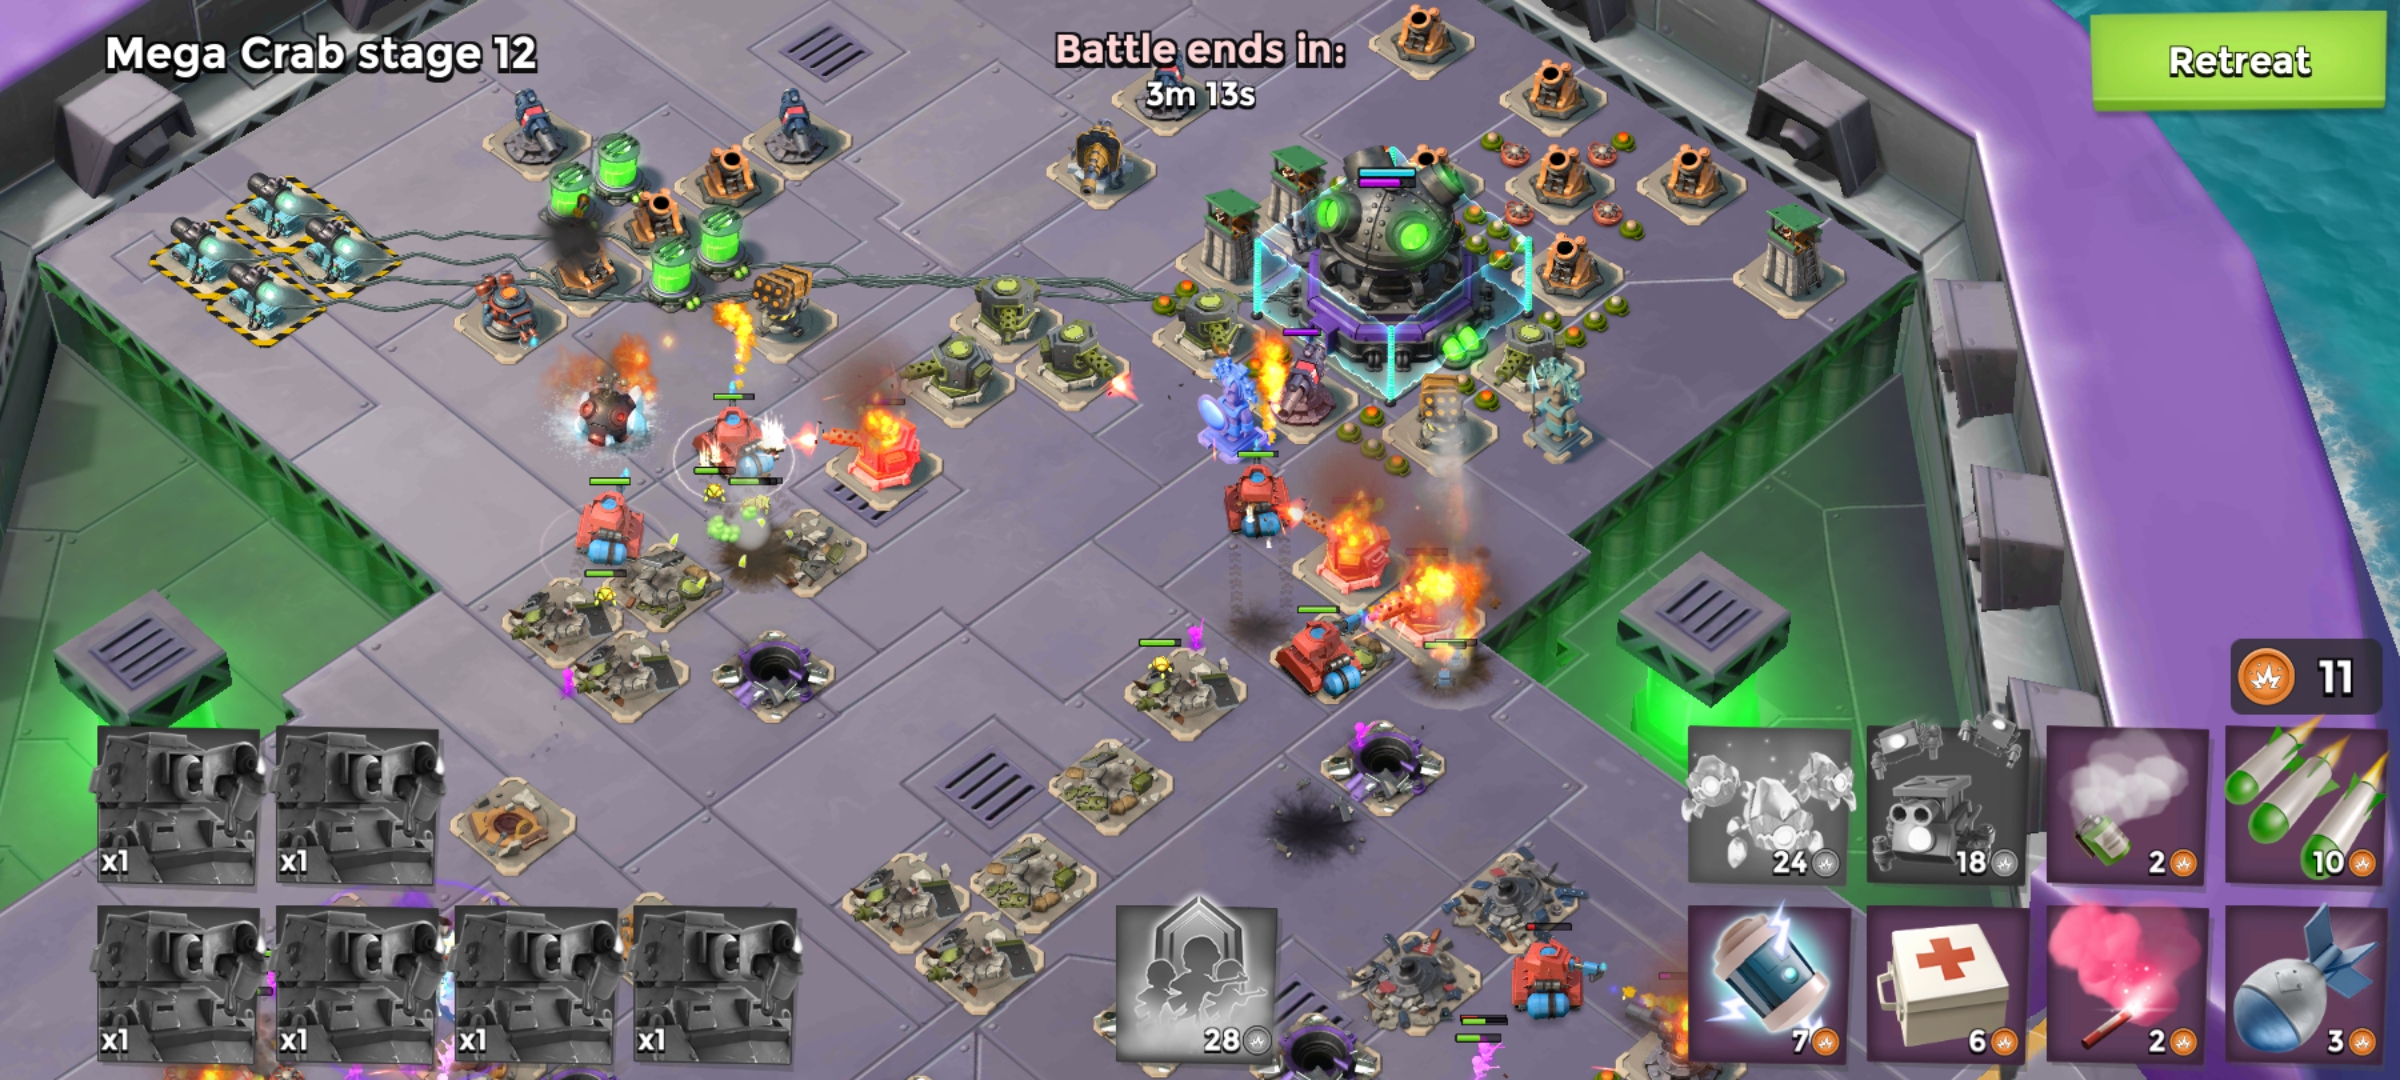 Mega Crab stage 12
Battle ends in:
3m 13s
Retreat
11
x1
x1
24
18
2
10
x1
x1
x1
x1
28
7
6
2
3